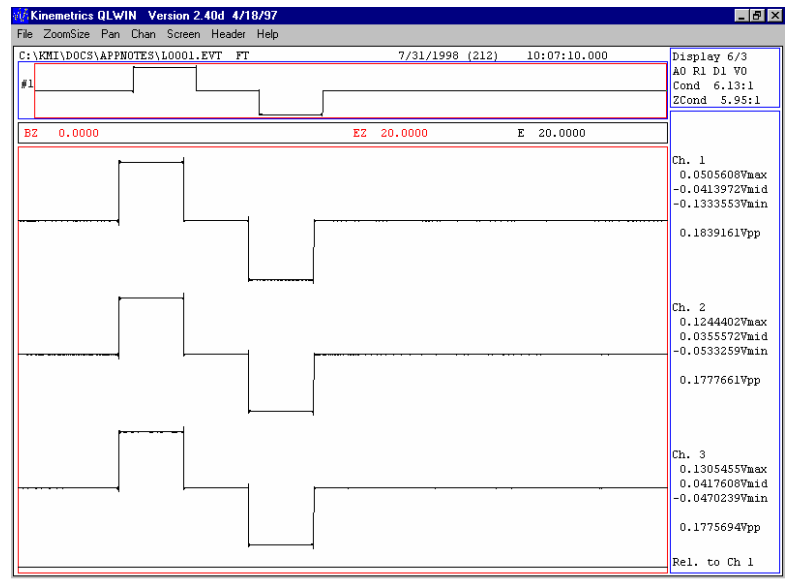 Kinemetrics QLWIN Version 2.40d 4/18/97
File ZoomSize Pan Chan Screen Header Help
C:\KMI\DOCS\APPNOTES\L0001.EVT FT 7/31/1998 (212) 10:07:10.000
#1
Display 6/3
A0 R1 D1 V0
Cond 6.13:1
ZCond 5.95:1
BZ 0.0000 EZ 20.0000 E 20.0000
Ch. 1
0.0505608Vmax
-0.0413972Vmid
-0.1333553Vmin
0.1839161Vpp
Ch. 2
0.1244402Vmax
0.0355572Vmid
-0.0533259Vmin
0.1777661Vpp
Ch. 3
0.1305455Vmax
0.0417608Vmid
-0.0470239Vmin
0.1775694Vpp
Rel. to Ch 1